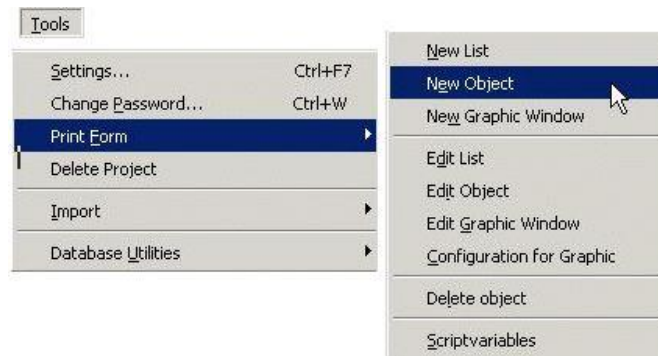 Tools
Settings... Ctrl+F7
Change Password... Ctrl+W
Print Form
Delete Project
Import
Database Utilities
New List
New Object
New Graphic Window
Edit List
Edit Object
Edit Graphic Window
Configuration for Graphic
Delete object
Scriptvariables